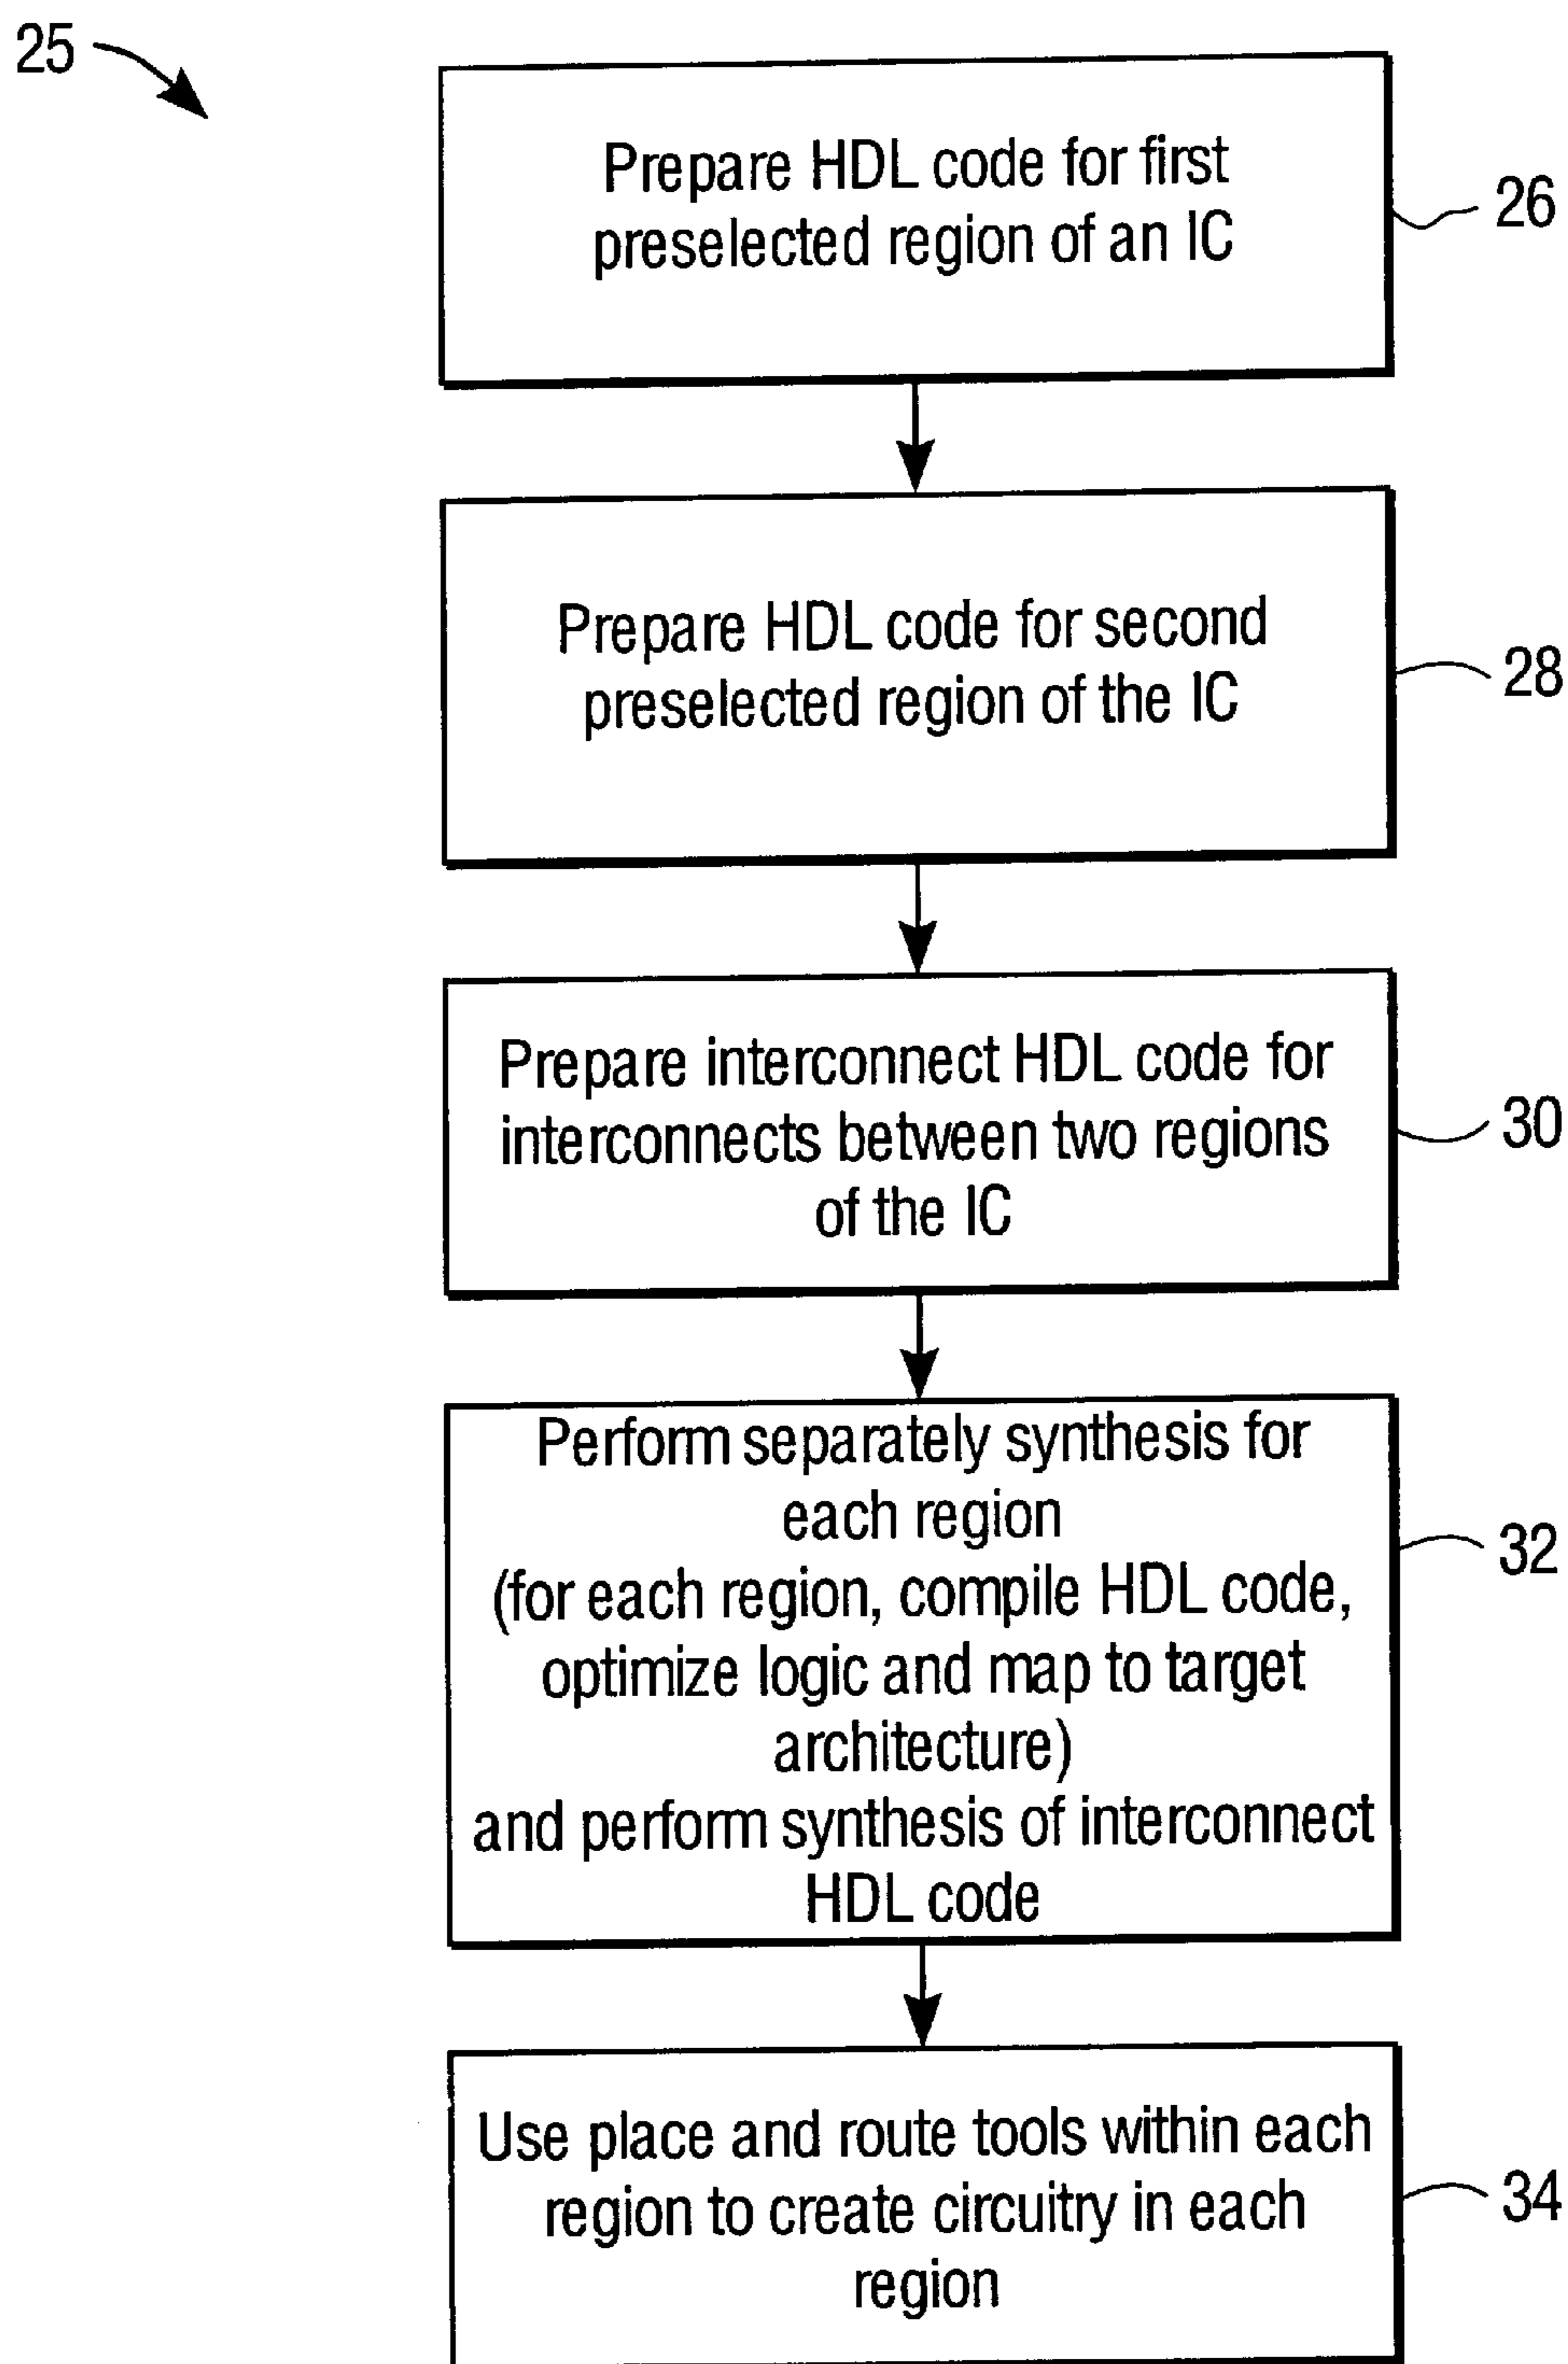 25
Prepare HDL code for first
preselected region of an IC
26
Prepare HDL code for second
preselected region of the IC
28
Prepare interconnect HDL code for
interconnects between two regions
of the IC
30
Perform separately synthesis for
each region
(for each region, compile HDL code,
optimize logic and map to target
architecture)
and perform synthesis of interconnect
HDL code
32
Use place and route tools within each
region to create circuitry in each
region
34